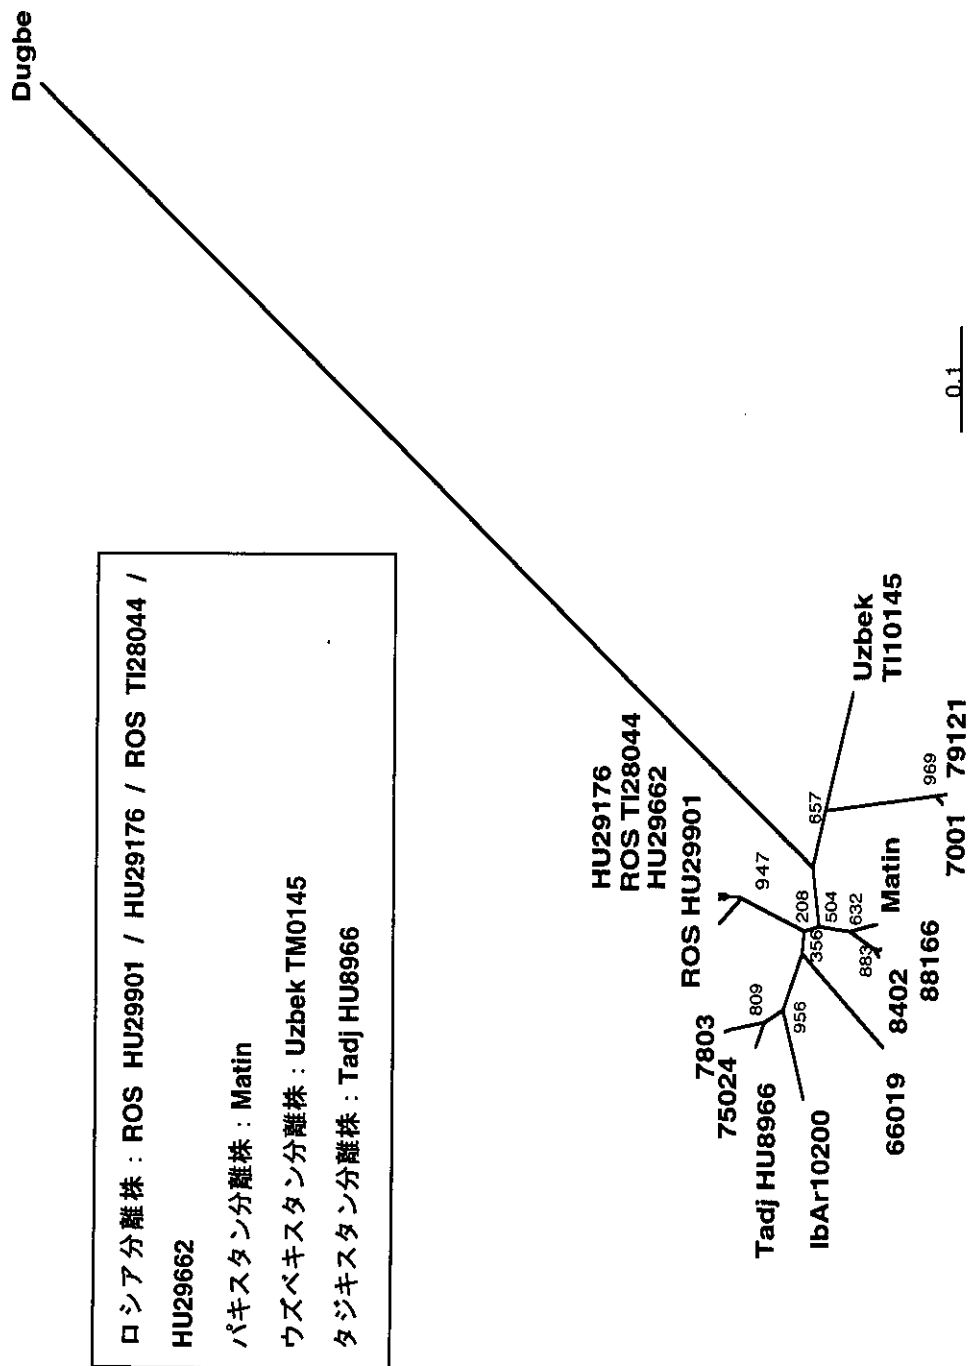 ロシア分離株：ROS HU29901 / HU29176 / ROS TI28044 /
HU29662
パキスタン分離株：Matin
ウズベキスタン分離株：Uzbek TM0145
タジキスタン分離株：Tadj HU8966
Dugbe
HU29176
ROS TI28044
HU29662
ROS HU29901
947
208
356
504
632
883
657
969
809
956
7803
75024
Tadj HU8966
IbAr10200
66019
8402
88166
Matin
7001
79121
Uzbek
TI10145
0.1